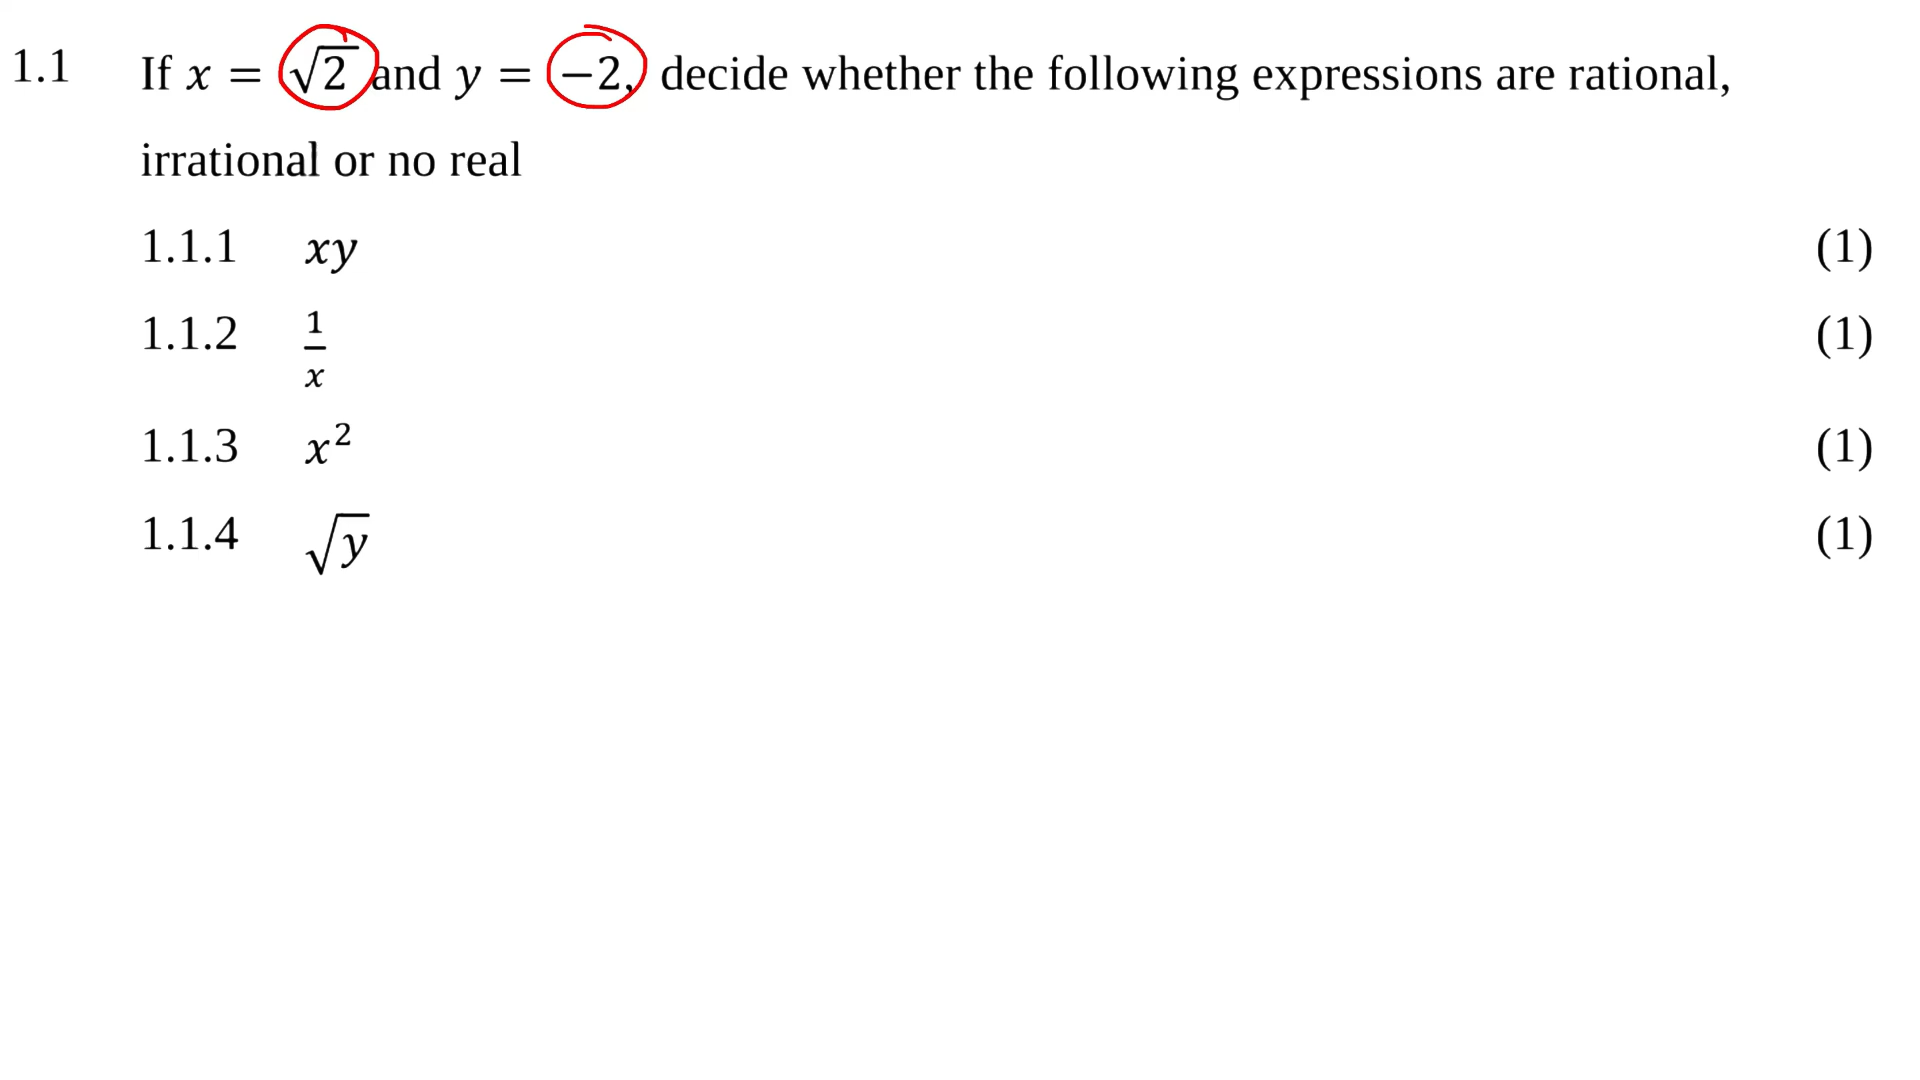 1.1 If x = √2 and y = −2, decide whether the following expressions are rational,
irrational or no real
1.1.1 xy (1)
1.1.2 1/x (1)
1.1.3 x² (1)
1.1.4 √y (1)